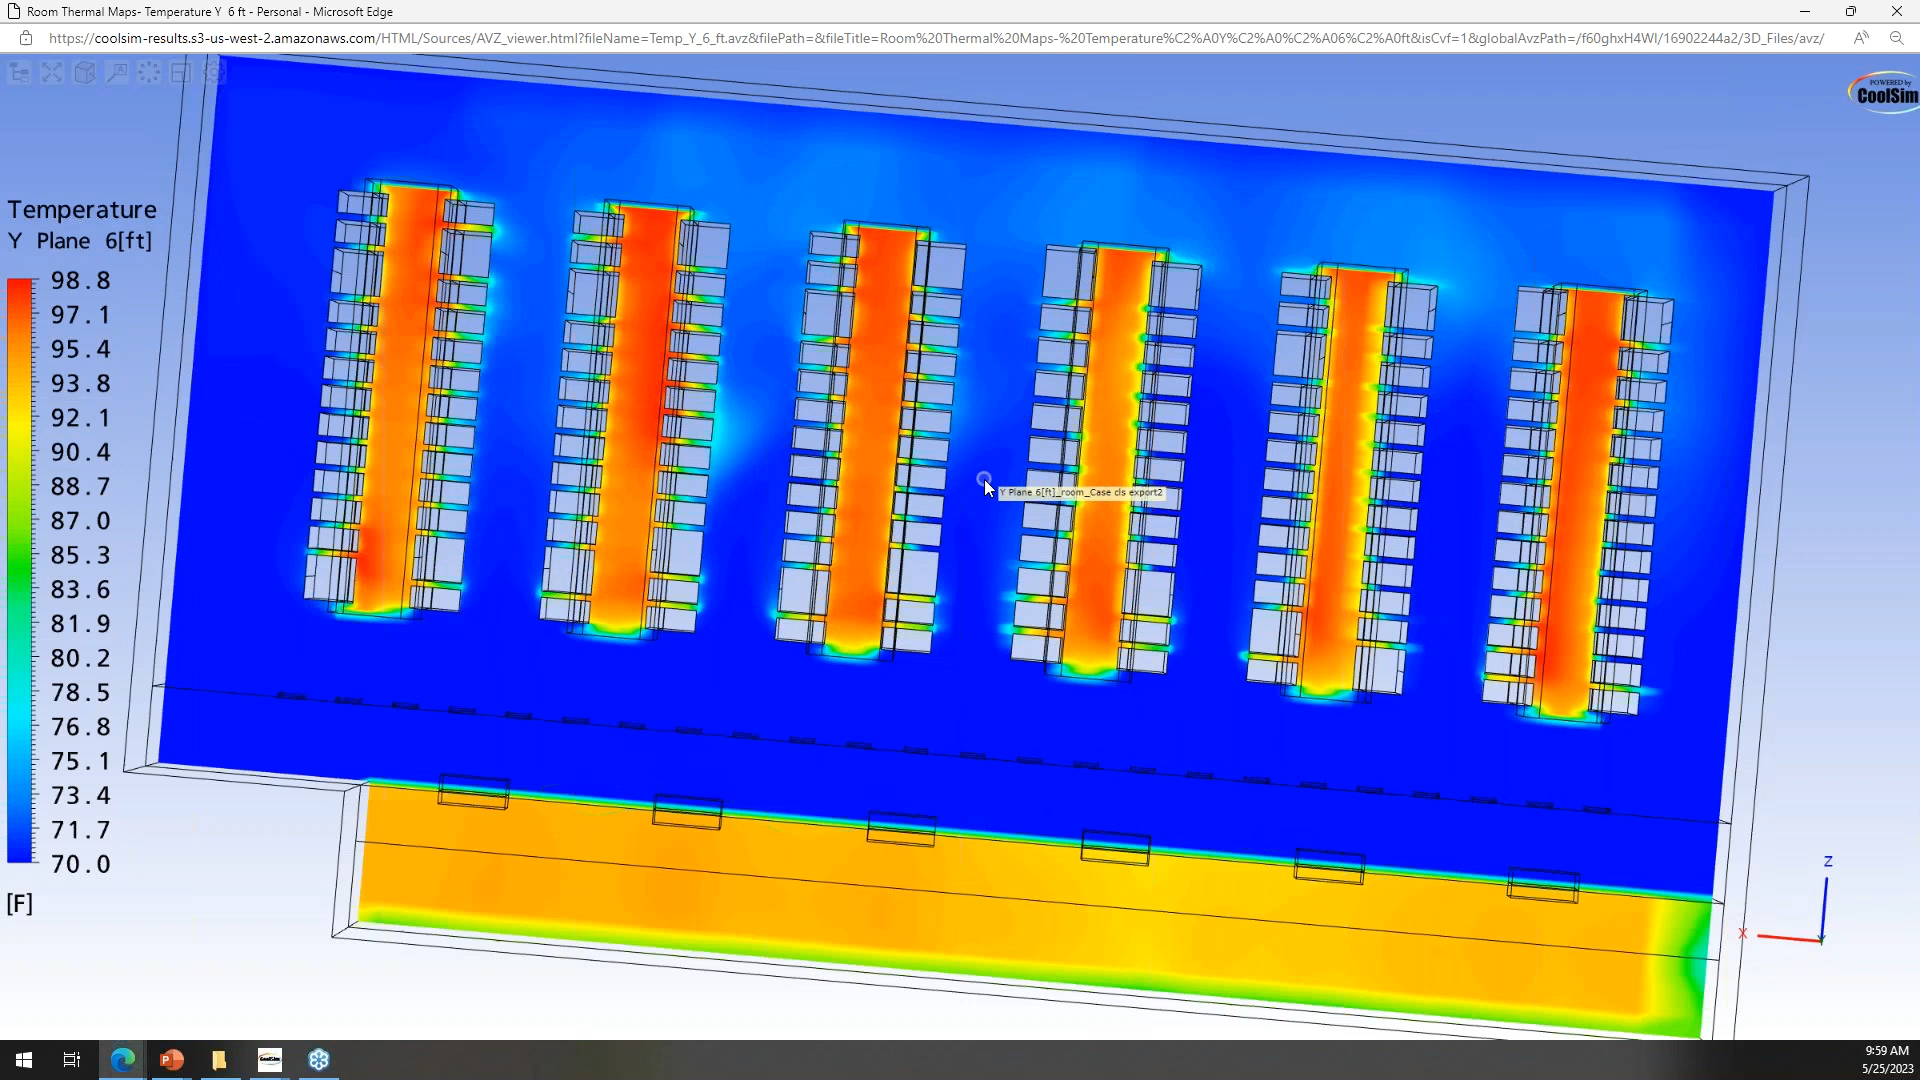 Room Thermal Maps- Temperature Y  6 ft - Personal - Microsoft Edge
https://coolsim-results.s3-us-west-2.amazonaws.com/HTML/Sources/AVZ_viewer.html?fileName=Temp_Y_6_ft.avz&filePath=&fileTitle=Room%20Thermal%20Maps-%20Temperature%C2%A0Y%C2%A0%C2%A06%C2%A0ft&isCvf=1&globalAvzPath=/f60ghxH4WI/16902244a2/3D_Files/avz/
POWERED by
CoolSim
Temperature
Y Plane 6[ft]
98.8
97.1
95.4
93.8
92.1
90.4
88.7
87.0
85.3
83.6
81.9
80.2
78.5
76.8
75.1
73.4
71.7
70.0
[F]
Y Plane 6[ft]_room_Case cls export2
Z
X
CoolSim
9:59 AM
5/25/2023